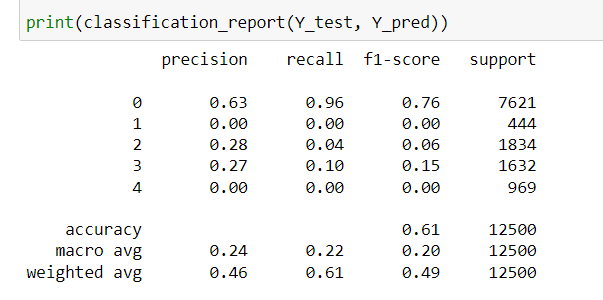 print(classification_report(Y_test, Y_pred))
precision recall f1-score support
0 0.63 0.96 0.76 7621
1 0.00 0.00 0.00 444
2 0.28 0.04 0.06 1834
3 0.27 0.10 0.15 1632
4 0.00 0.00 0.00 969
accuracy 0.61 12500
macro avg 0.24 0.22 0.20 12500
weighted avg 0.46 0.61 0.49 12500